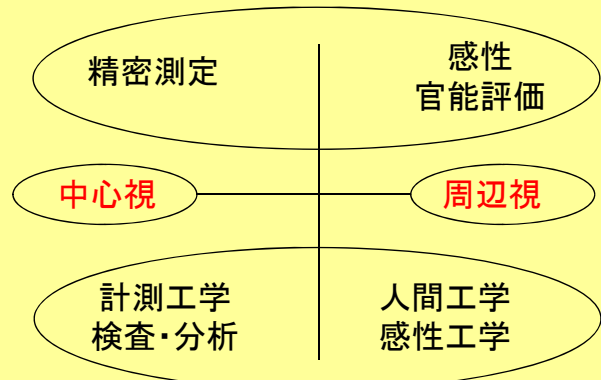 精密測定
感性
官能評価
中心視
周辺視
計測工学
検査・分析
人間工学
感性工学